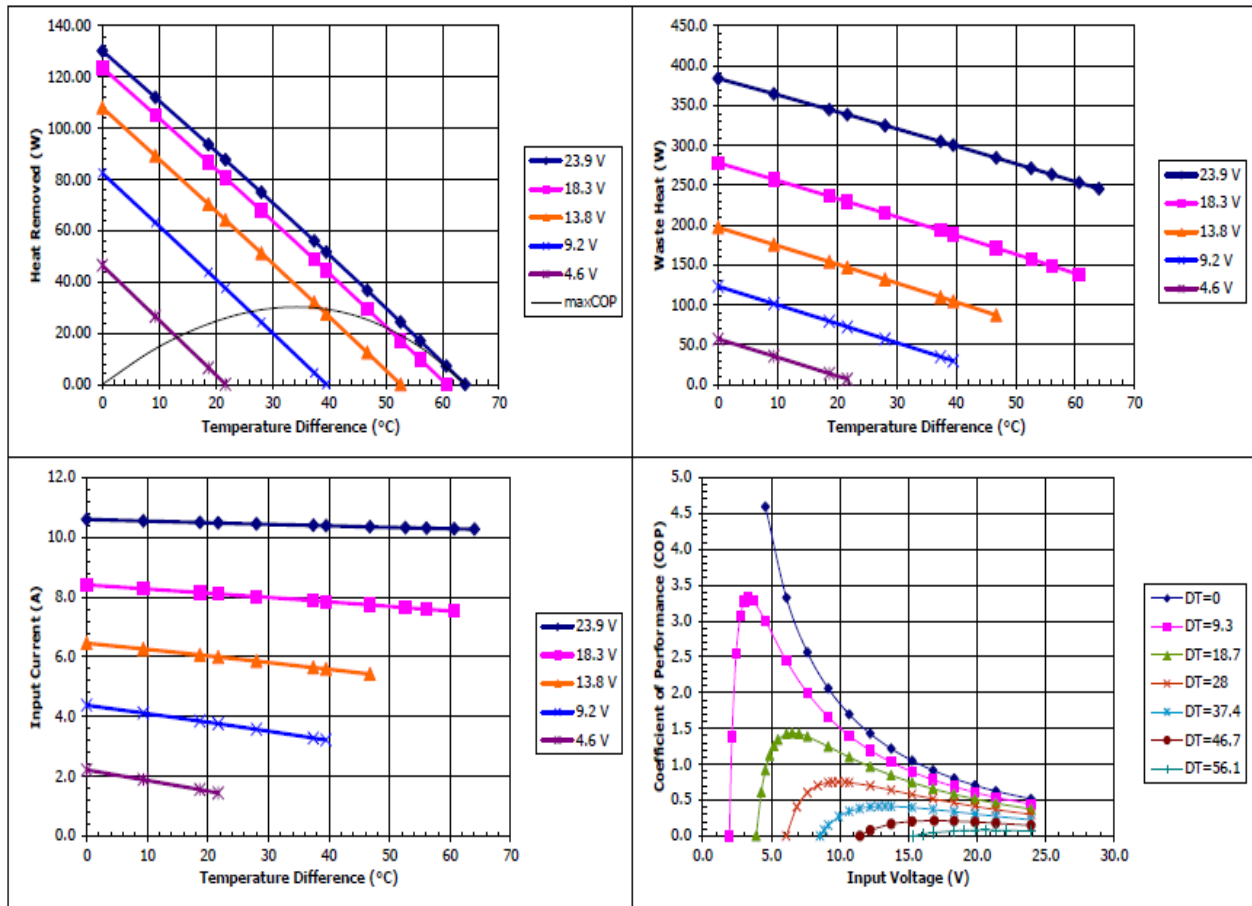 140.00
120.00
100.00
80.00
60.00
40.00
20.00
0.00
Heat Removed (W)
0 10 20 30 40 50 60 70
Temperature Difference (°C)
23.9 V
18.3 V
13.8 V
9.2 V
4.6 V
maxCOP
450.0
400.0
350.0
300.0
250.0
200.0
150.0
100.0
50.0
0.0
Waste Heat (W)
0 10 20 30 40 50 60 70
Temperature Difference (°C)
23.9 V
18.3 V
13.8 V
9.2 V
4.6 V
12.0
10.0
8.0
6.0
4.0
2.0
0.0
Input Current (A)
0 10 20 30 40 50 60 70
Temperature Difference (°C)
23.9 V
18.3 V
13.8 V
9.2 V
4.6 V
5.0
4.5
4.0
3.5
3.0
2.5
2.0
1.5
1.0
0.5
0.0
Coefficient of Performance (COP)
0.0 5.0 10.0 15.0 20.0 25.0 30.0
Input Voltage (V)
DT=0
DT=9.3
DT=18.7
DT=28
DT=37.4
DT=46.7
DT=56.1